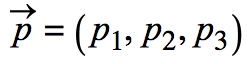 p⃗ = (p₁, p₂, p₃)